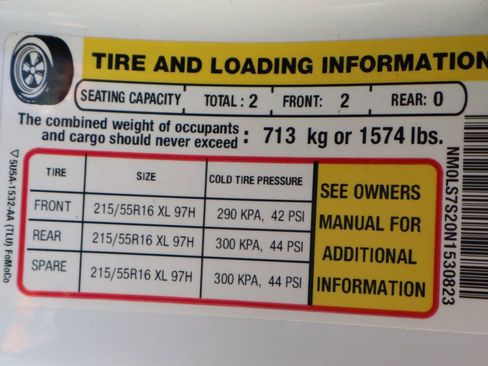 TIRE AND LOADING INFORMATION
SEATING CAPACITY TOTAL : 2 FRONT: 2 REAR: 0
The combined weight of occupants
and cargo should never exceed : 713 kg or 1574 lbs.
TIRE SIZE COLD TIRE PRESSURE
FRONT 215/55R16 XL 97H 290 KPA, 42 PSI
REAR 215/55R16 XL 97H 300 KPA, 44 PSI
SPARE 215/55R16 XL 97H 300 KPA, 44 PSI
SEE OWNERS
MANUAL FOR
ADDITIONAL
INFORMATION
5U5A-1532-AA (TLU) FoMoCo
NM0LS7S20N1530823